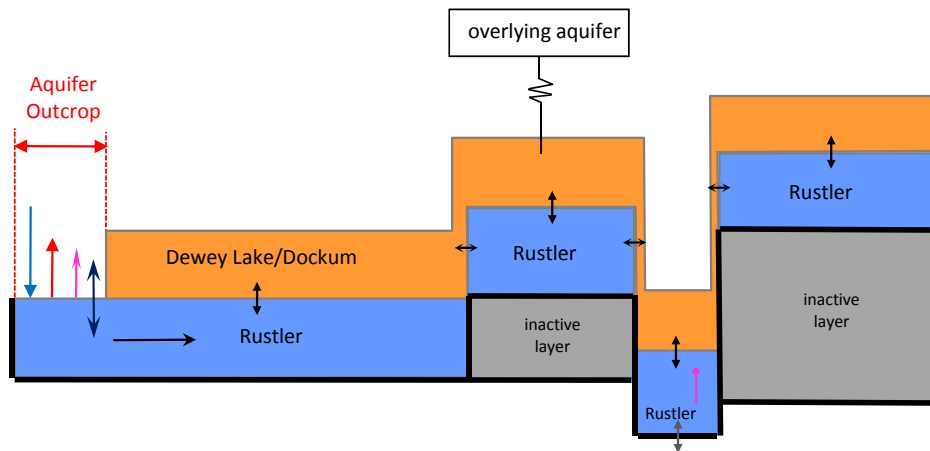 overlying aquifer
Aquifer
Outcrop
Rustler
Dewey Lake/Dockum
Rustler
inactive
layer
inactive
layer
Rustler
Rustler